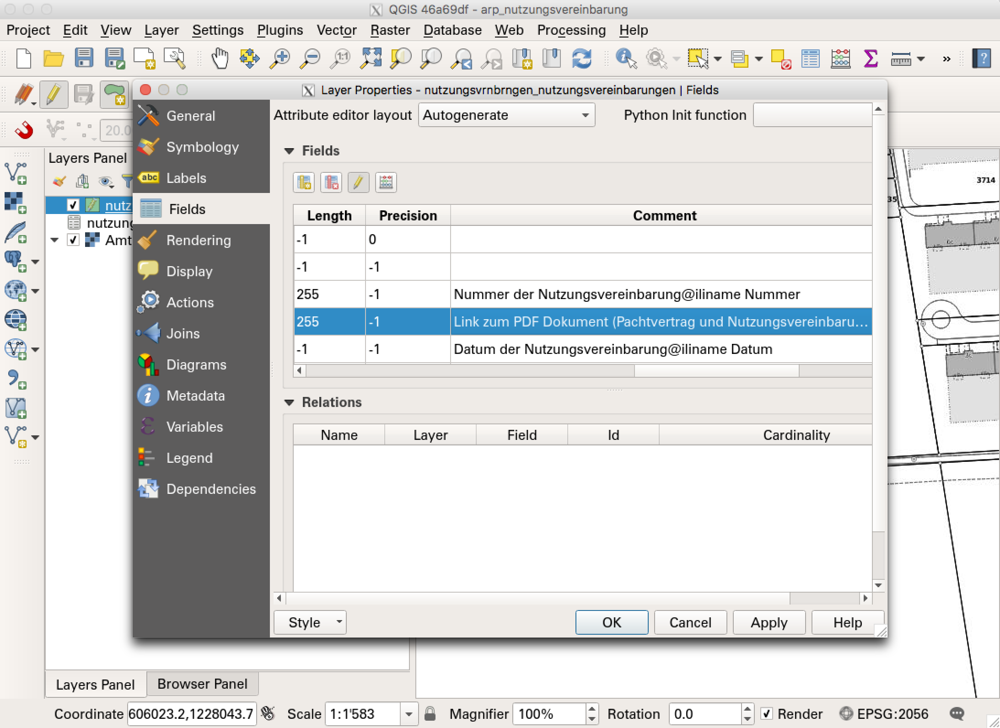 QGIS 46a69df - arp_nutzungsvereinbarung
Project Edit View Layer Settings Plugins Vector Raster Database Web Processing Help
Layer Properties - nutzungsvrnbrngen_nutzungsvereinbarungen | Fields
20.0
Layers Panel
nutz
nutzung
Amt
General
Symbology
abc Labels
Fields
Rendering
Display
Actions
Joins
Diagrams
Metadata
Variables
Legend
Dependencies
Attribute editor layout Autogenerate Python Init function
Fields
Length Precision Comment
-1 0
-1 -1
255 -1 Nummer der Nutzungsvereinbarung@iliname Nummer
255 -1 Link zum PDF Dokument (Pachtvertrag und Nutzungsvereinbaru...
-1 -1 Datum der Nutzungsvereinbarung@iliname Datum
Relations
Name Layer Field Id Cardinality
Style OK Cancel Apply Help
3714
35
Layers Panel Browser Panel
Coordinate 606023.2,1228043.7 Scale 1:1'583 Magnifier 100% Rotation 0.0 Render EPSG:2056